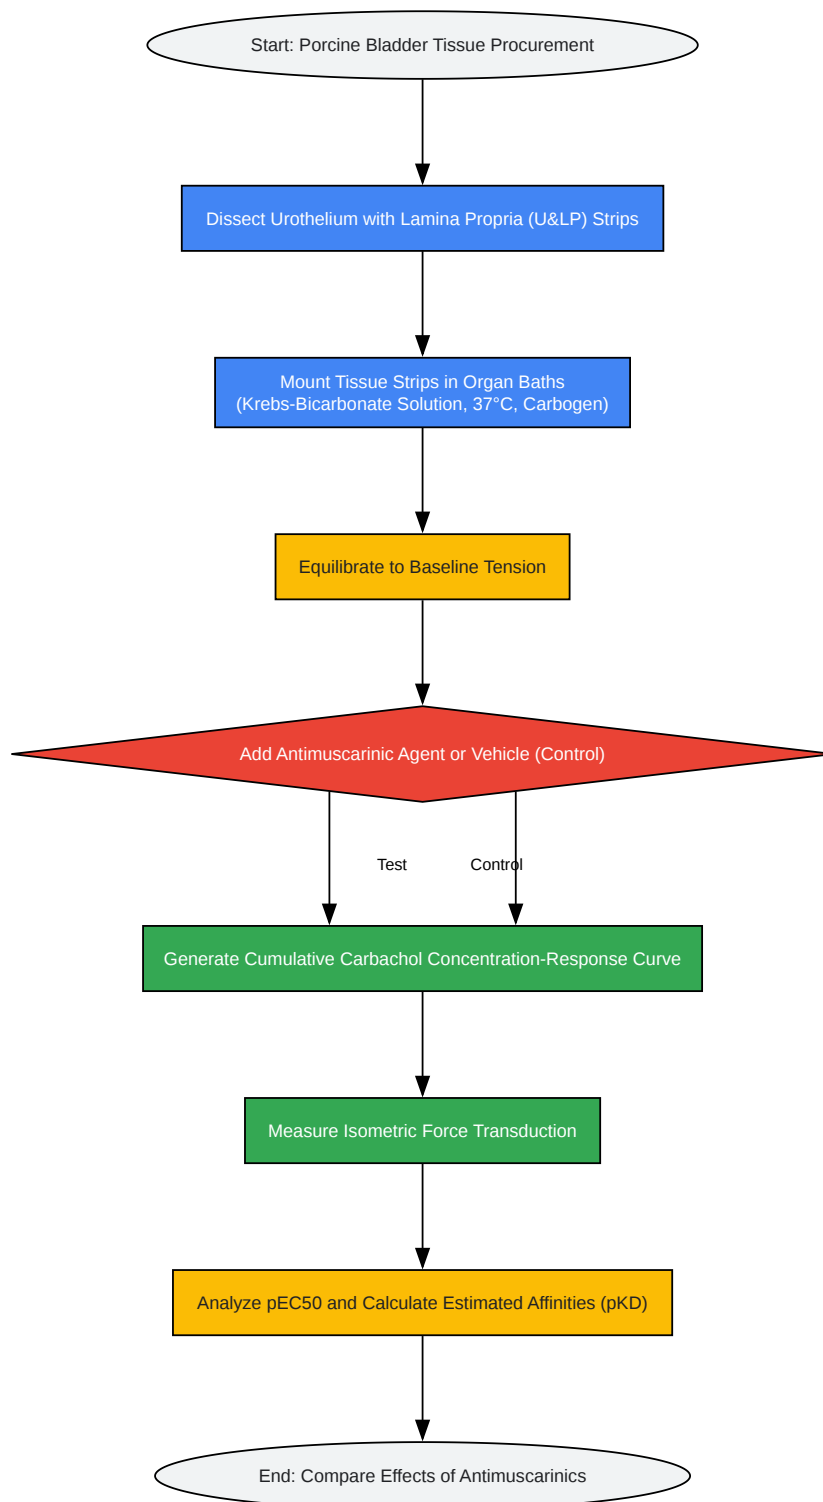 Start: Porcine Bladder Tissue Procurement
Dissect Urothelium with Lamina Propria (U&LP) Strips
Mount Tissue Strips in Organ Baths
(Krebs-Bicarbonate Solution, 37°C, Carbogen)
Equilibrate to Baseline Tension
Add Antimuscarinic Agent or Vehicle (Control)
Test
Control
Generate Cumulative Carbachol Concentration-Response Curve
Measure Isometric Force Transduction
Analyze pEC50 and Calculate Estimated Affinities (pKD)
End: Compare Effects of Antimuscarinics